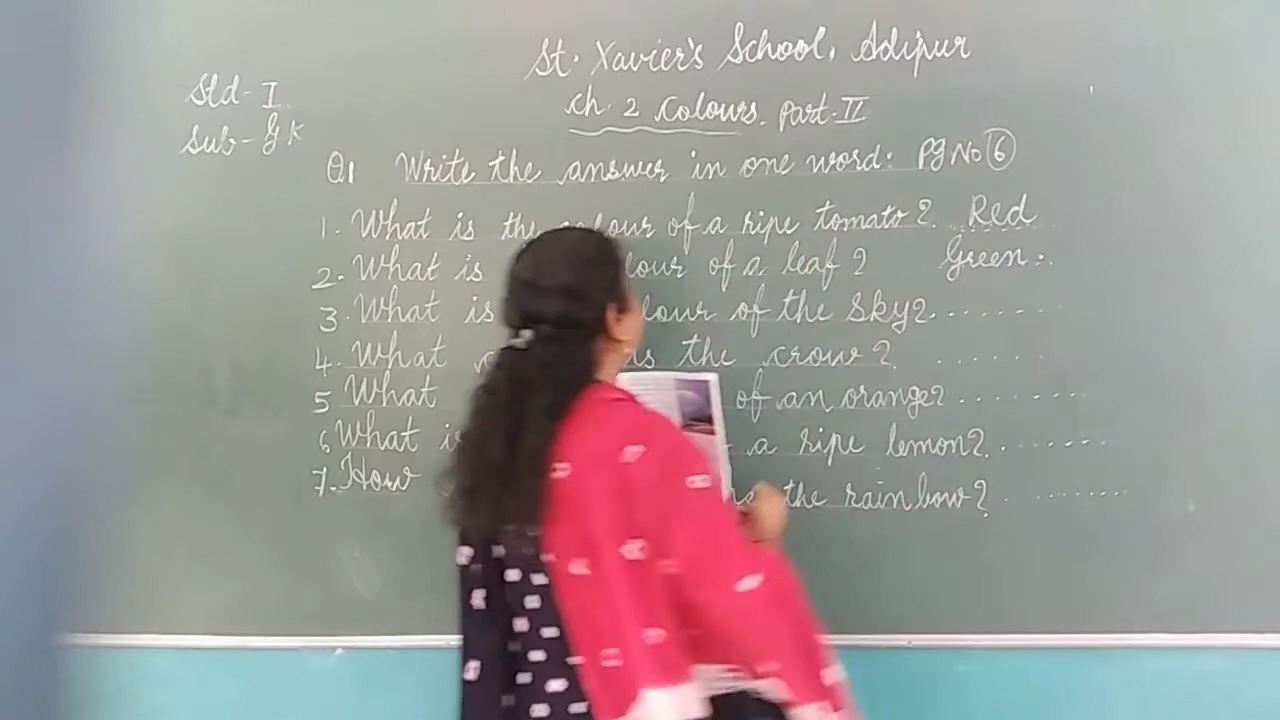 St. Xavier's School, Adipur
Std - I
Ch. 2 Colours. Part-II
Sub - G K
Q1 Write the answer in one word: Pg No 6
1. What is the colour of a ripe tomato? Red
2. What is lour of a leaf? Green..
3. What is lour of the sky?.......
4. What is the crow? .......
5 What of an orange? ........
6 What is a ripe lemon?........
7. How the rainbow? ........